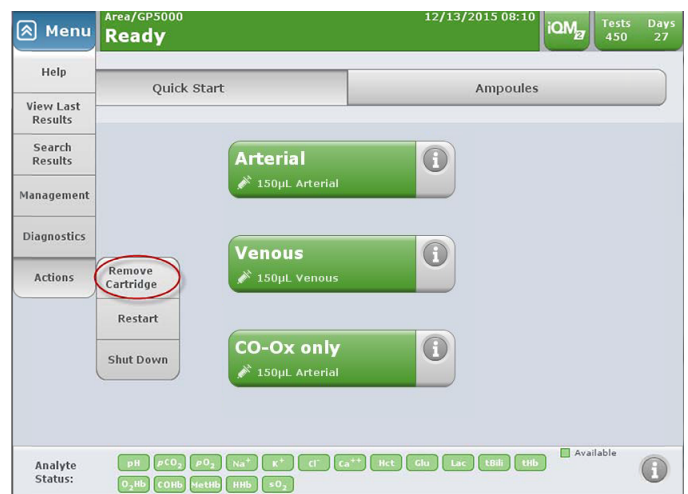 Menu
Area/GP5000
12/13/2015 08:10
Ready
iQM2
Tests Days
450 27
Help
View Last
Results
Search
Results
Management
Diagnostics
Actions
Remove
Cartridge
Restart
Shut Down
Quick Start
Ampoules
Arterial
150µL Arterial
Venous
150µL Venous
CO-Ox only
150µL Arterial
Analyte
Status:
pH pCO₂ pO₂ Na⁺ K⁺ Cl⁻ Ca⁺⁺ Hct Glu Lac tBili tHb
O₂Hb COHb MetHb HHb sO₂
Available